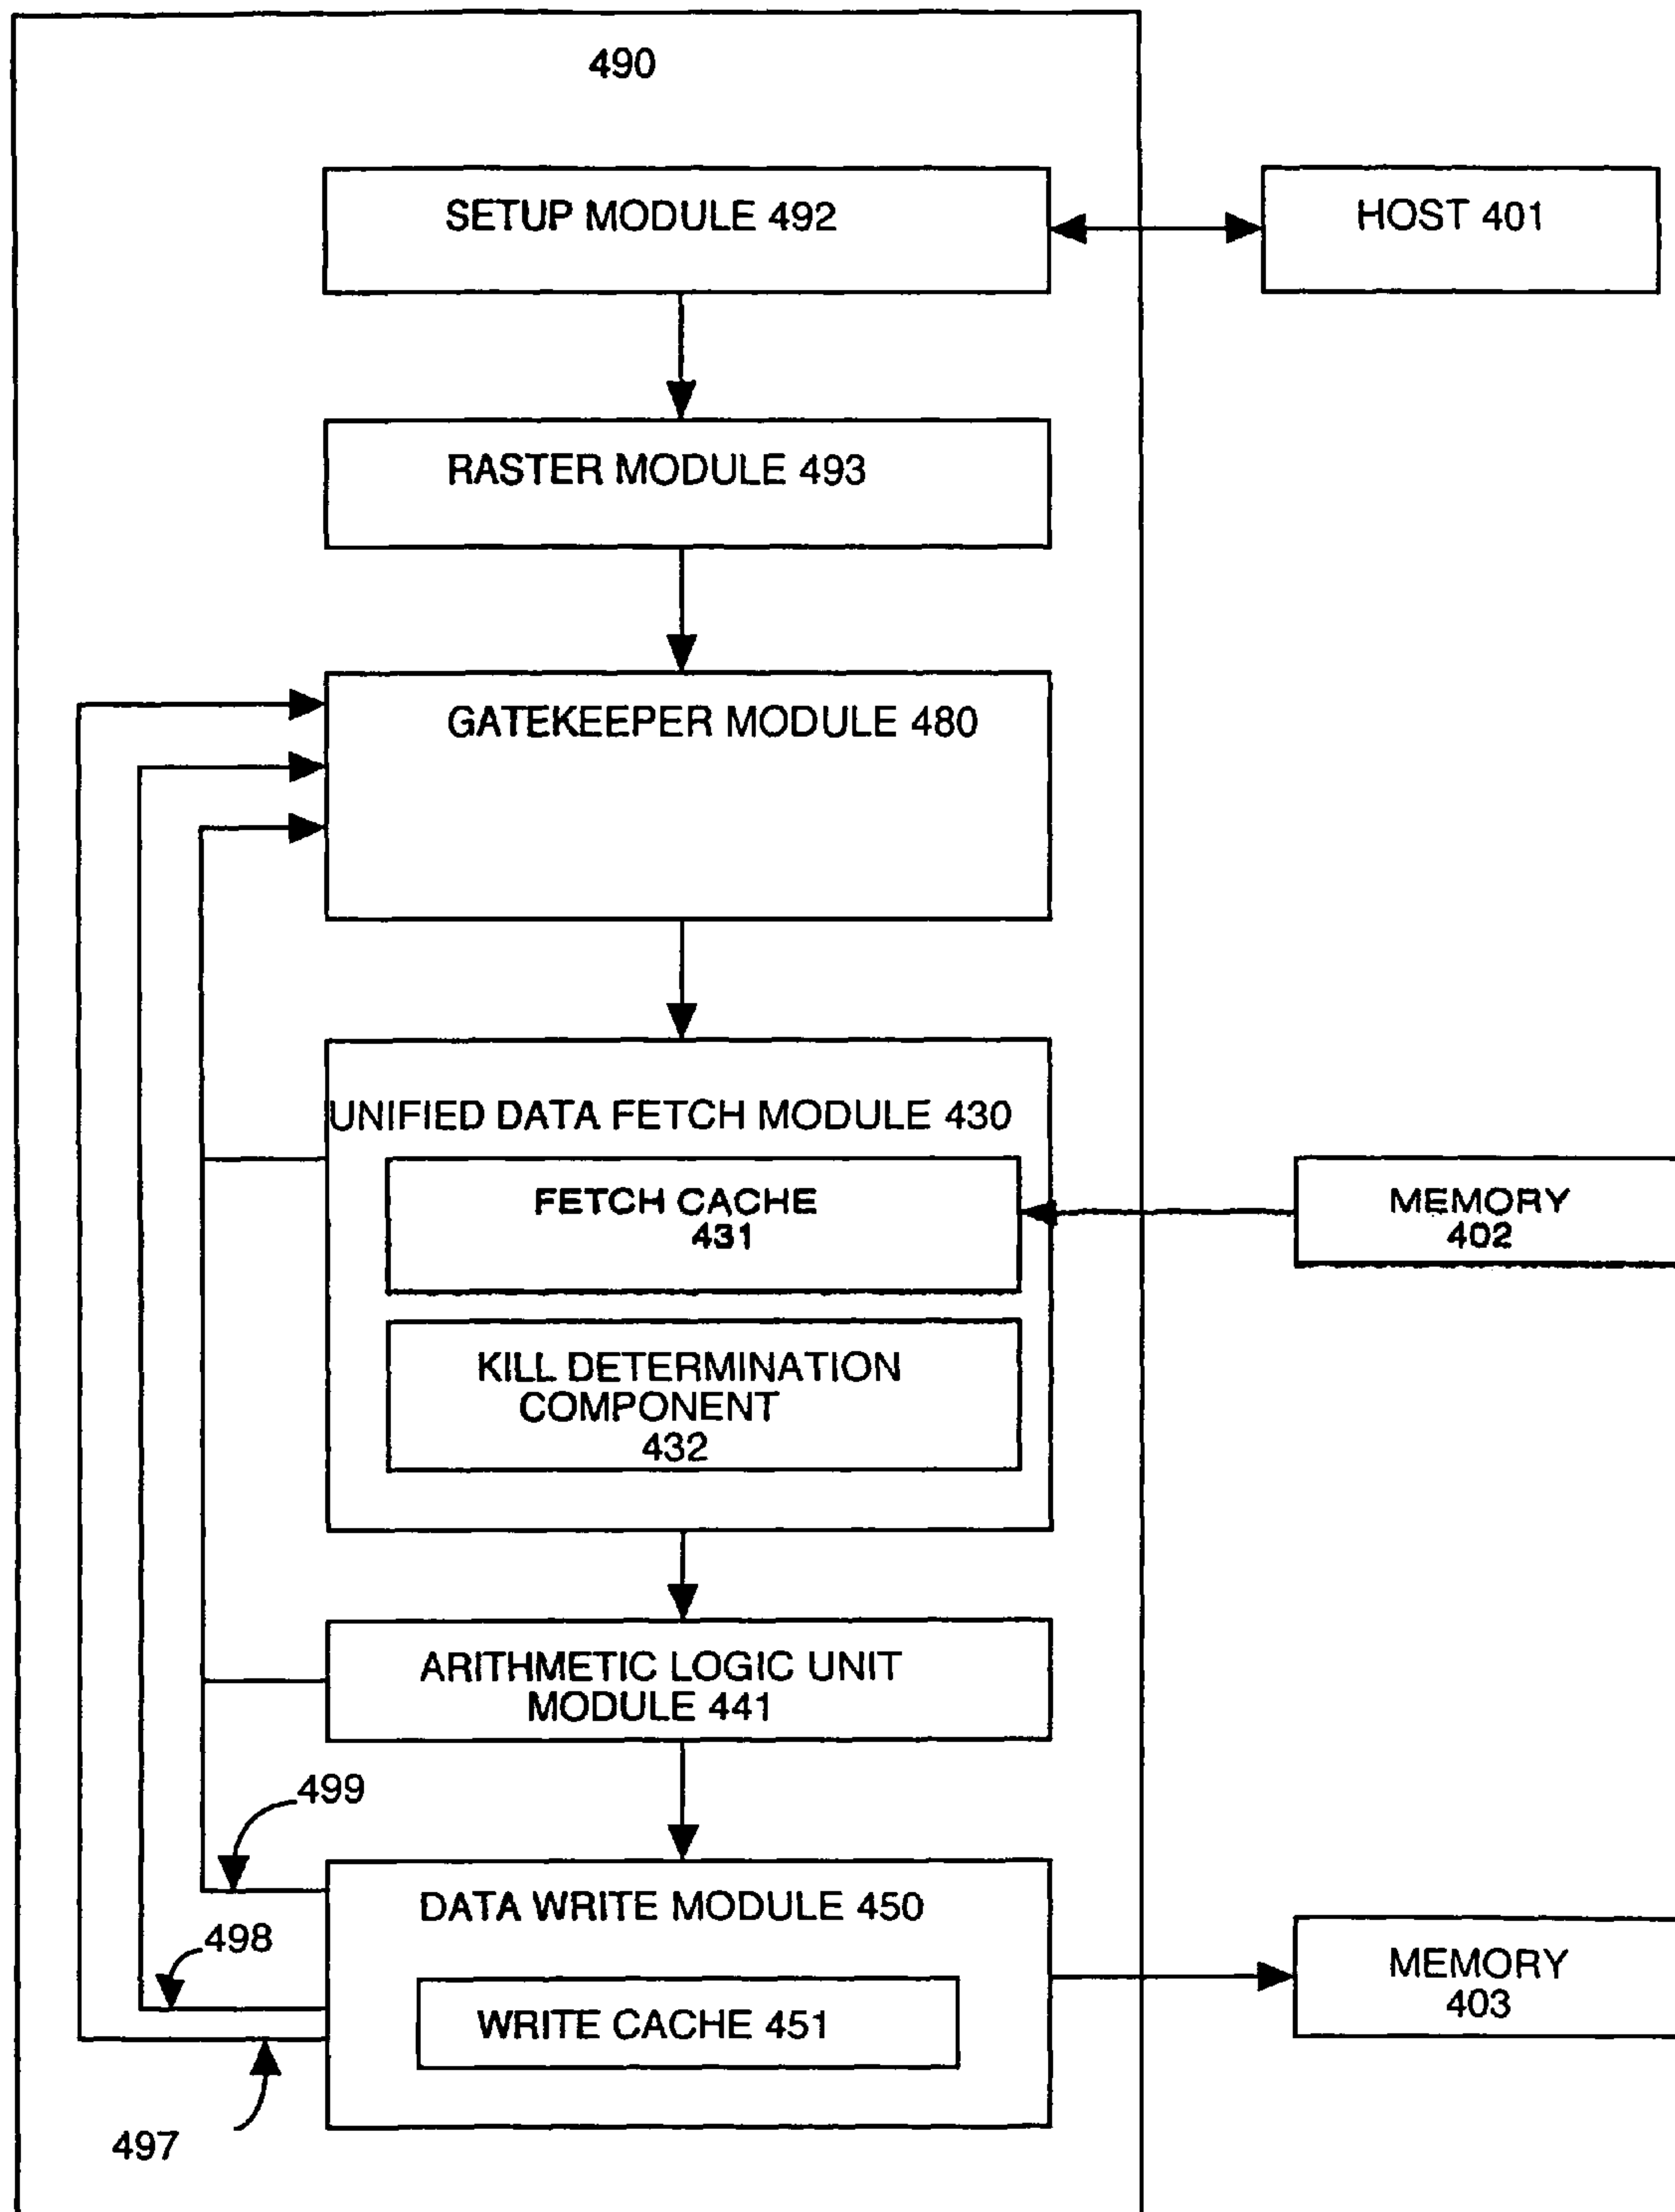 490
SETUP MODULE 492
HOST 401
RASTER MODULE 493
GATEKEEPER MODULE 480
UNIFIED DATA FETCH MODULE 430
FETCH CACHE
431
MEMORY
402
KILL DETERMINATION
COMPONENT
432
ARITHMETIC LOGIC UNIT
MODULE 441
499
DATA WRITE MODULE 450
498
MEMORY
403
WRITE CACHE 451
497